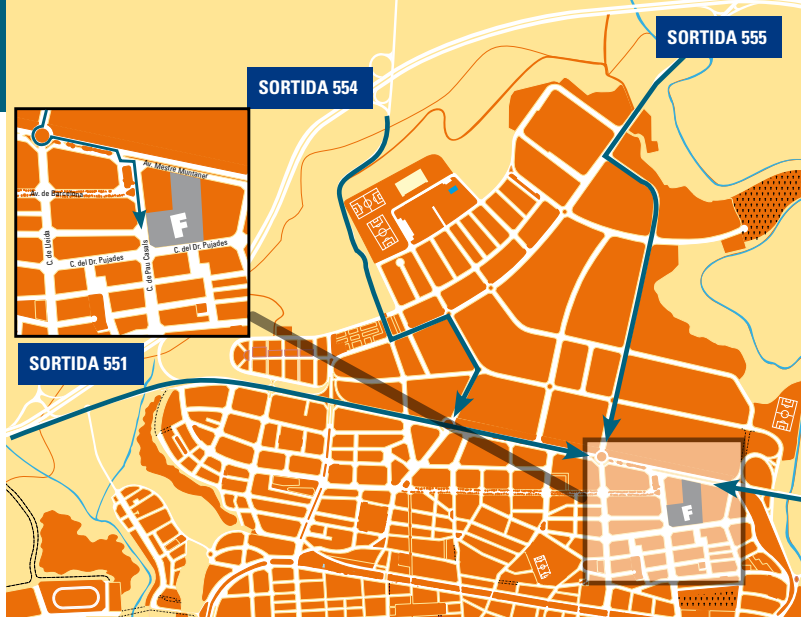 SORTIDA 555
SORTIDA 554
Av. Mestre Muntaner
Av. de Barcelona
F
C. de Lleida
C. del Dr. Pujades
C. de Pau Casals
C. del Dr. Pujades
SORTIDA 551
F